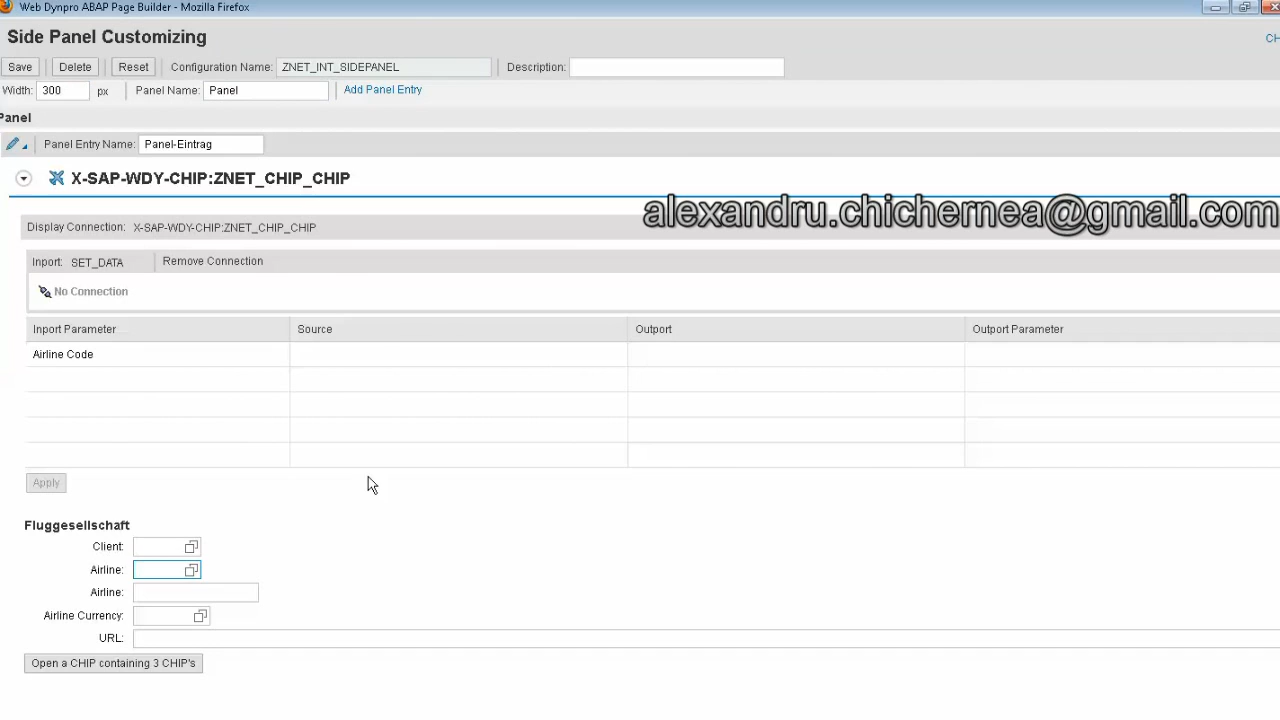 Web Dynpro ABAP Page Builder - Mozilla Firefox
Side Panel Customizing
CH
Save Delete Reset Configuration Name: ZNET_INT_SIDEPANEL Description:
Width: 300 px Panel Name: Panel Add Panel Entry
Panel
Panel Entry Name: Panel-Eintrag
X-SAP-WDY-CHIP:ZNET_CHIP_CHIP
alexandru.chichernea@gmail.com
Display Connection: X-SAP-WDY-CHIP:ZNET_CHIP_CHIP
Import: SET_DATA Remove Connection
No Connection
Inport Parameter Source Outport Outport Parameter
Airline Code
Apply
Fluggesellschaft
Client:
Airline:
Airline:
Airline Currency:
URL:
Open a CHIP containing 3 CHIP's